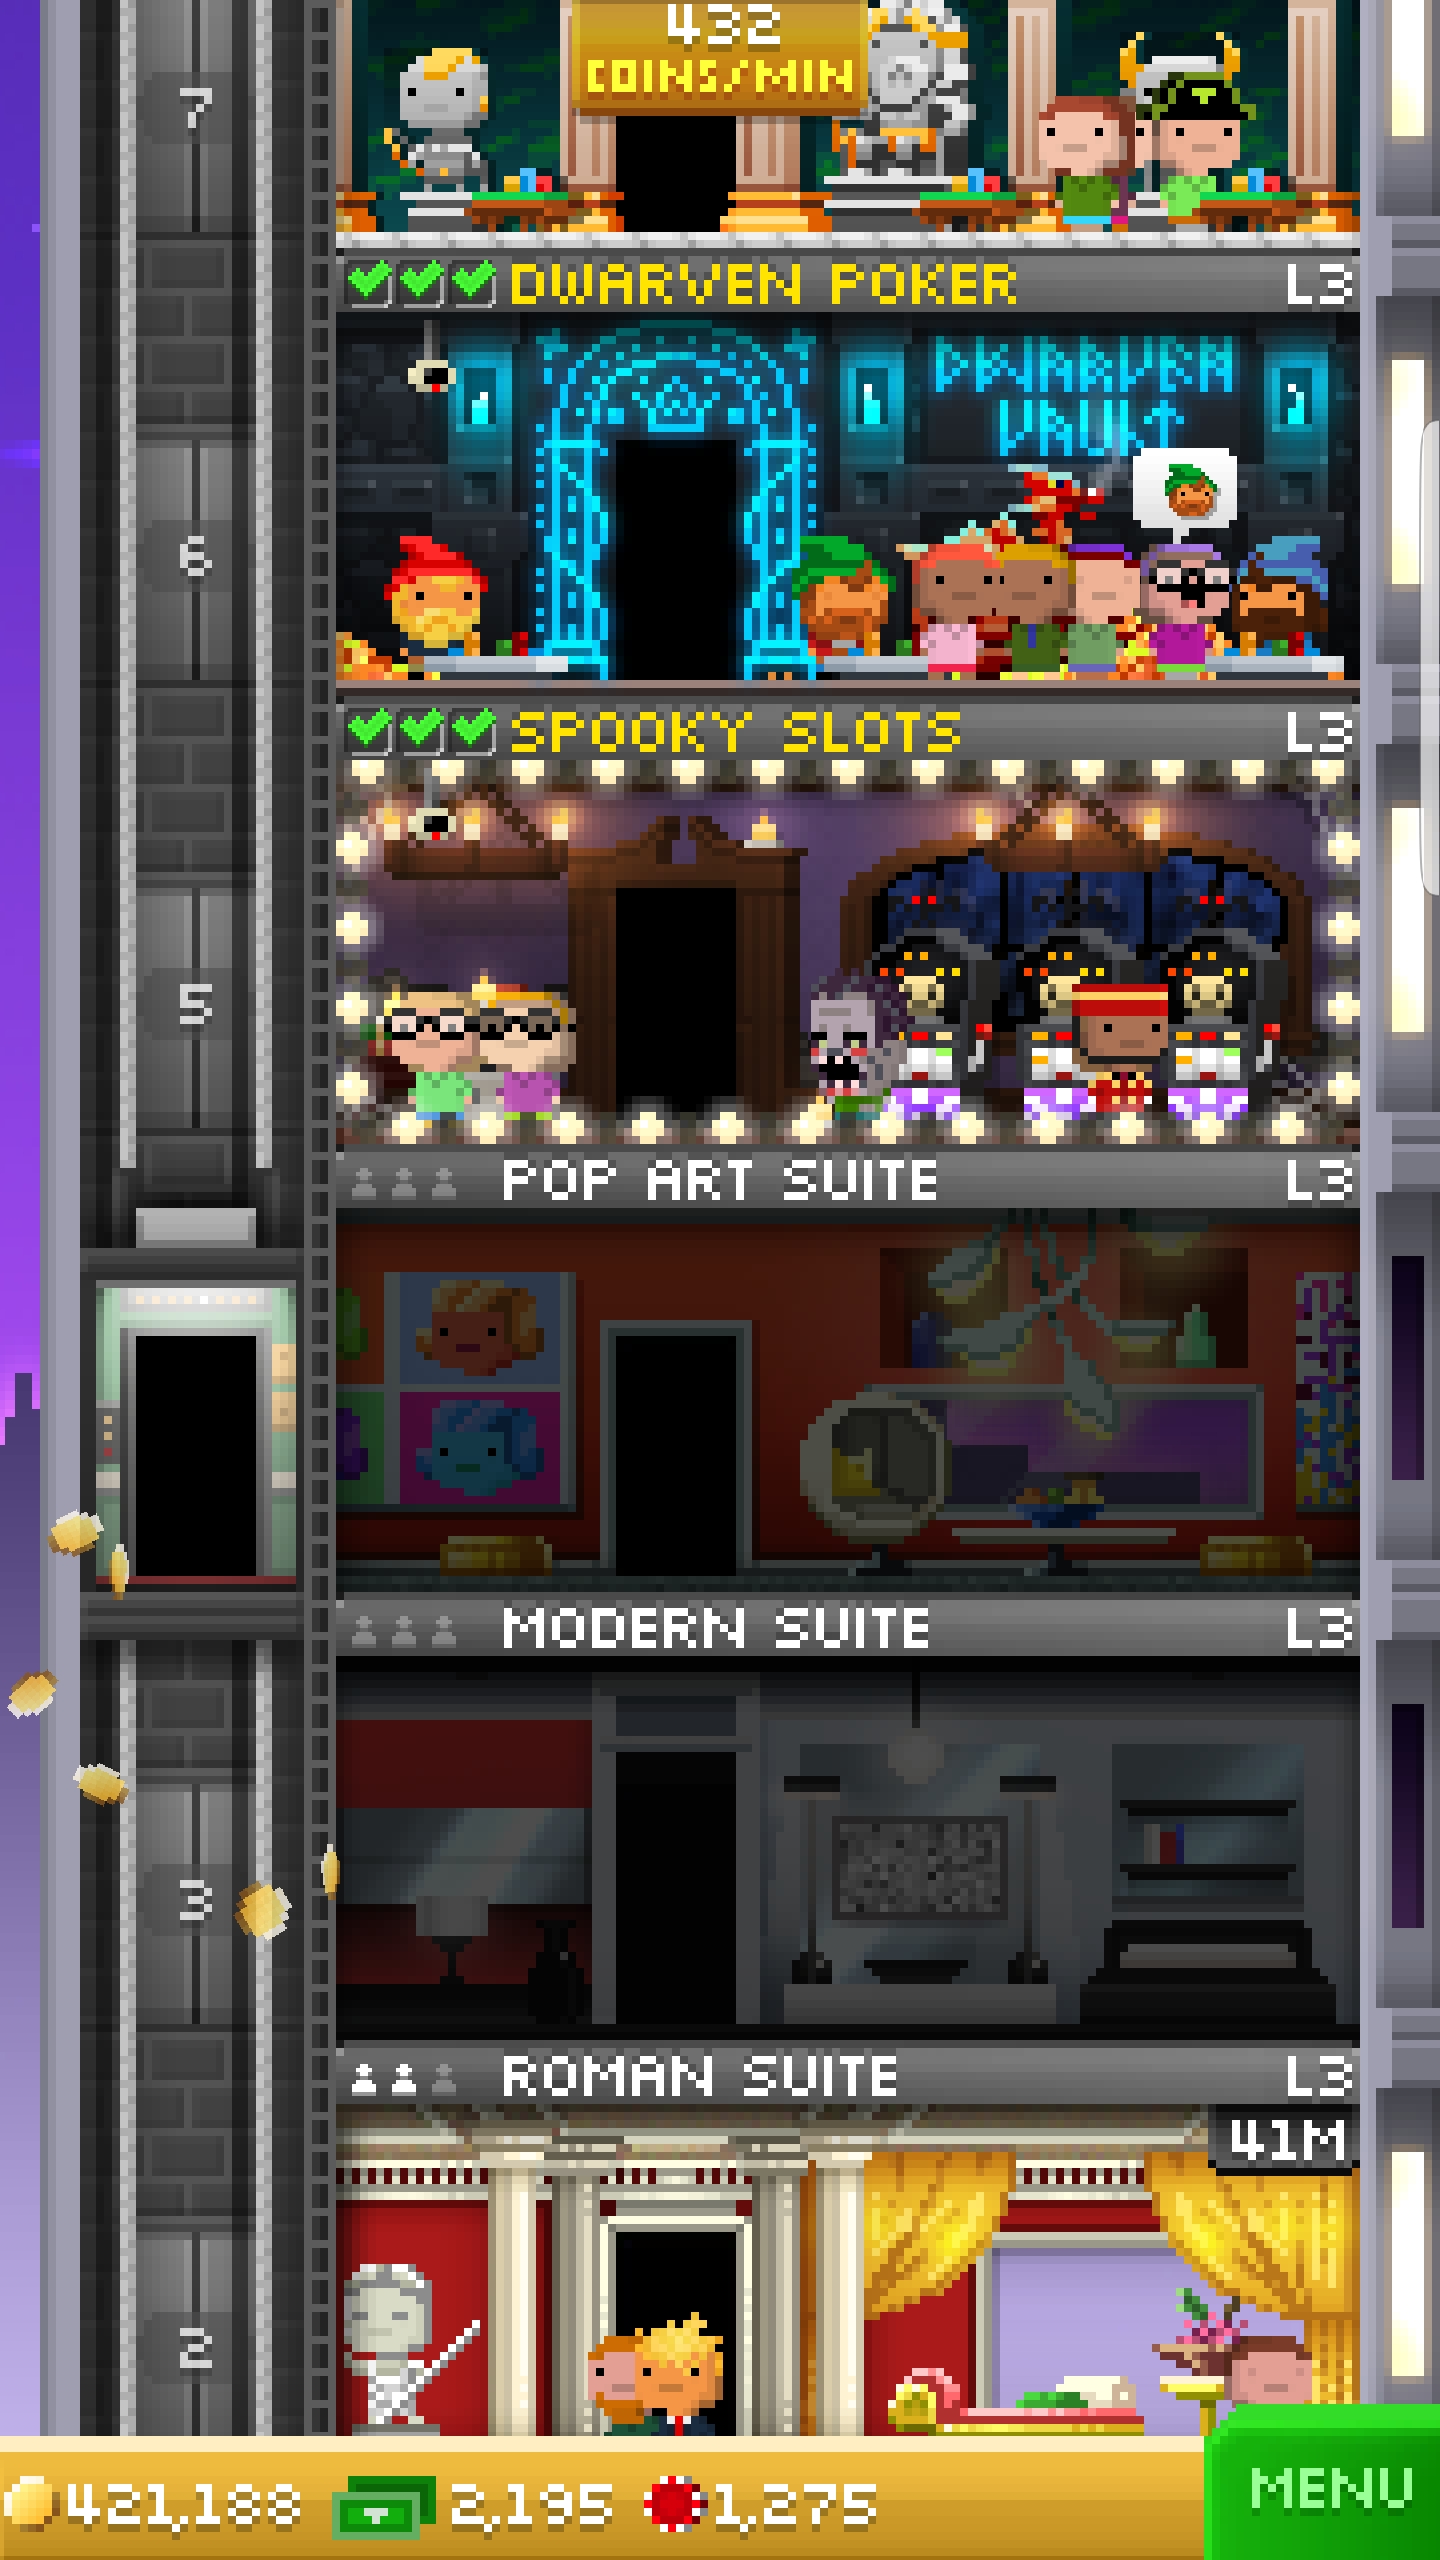 432
COINS/MIN
7
DWARVEN POKER L3
DWARVEN
VAULT
6
SPOOKY SLOTS L3
5
POP ART SUITE L3
MODERN SUITE L3
3
ROMAN SUITE L3
41M
2
421,188 2,195 1,275
MENU